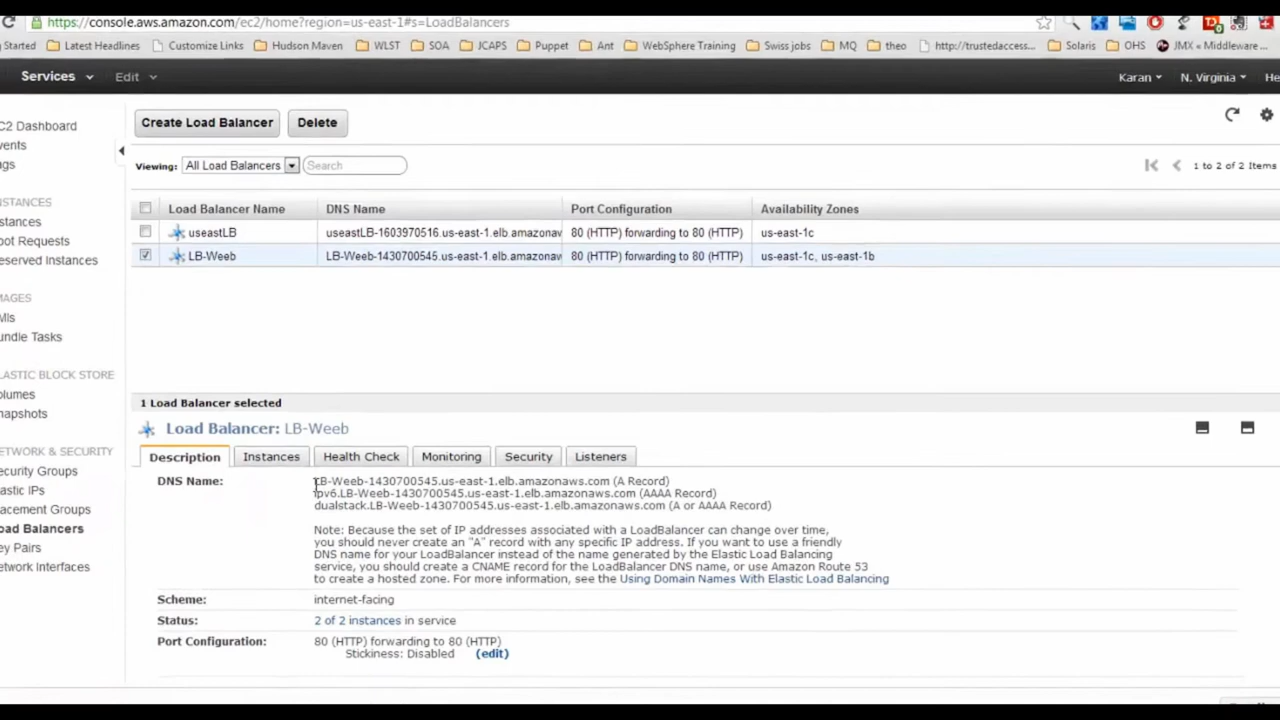 https://console.aws.amazon.com/ec2/home?region=us-east-1#s=LoadBalancers
Started Latest Headlines Customize Links Hudson Maven WLST SOA JCAPS Puppet Ant WebSphere Training Swiss jobs MQ theo http://trustedaccess... Solaris OHS JMX « Middleware ...
Services Edit Karan N. Virginia He
C2 Dashboard
vents
gs
NSTANCES
stances
oot Requests
eserved Instances
MAGES
MIs
undle Tasks
LASTIC BLOCK STORE
olumes
napshots
ETWORK & SECURITY
ecurity Groups
astic IPs
lacement Groups
oad Balancers
ey Pairs
etwork Interfaces
Create Load Balancer Delete
Viewing: All Load Balancers Search 1 to 2 of 2 Items
Load Balancer Name DNS Name Port Configuration Availability Zones
useastLB useastLB-1603970516.us-east-1.elb.amazonav 80 (HTTP) forwarding to 80 (HTTP) us-east-1c
LB-Weeb LB-Weeb-1430700545.us-east-1.elb.amazonav 80 (HTTP) forwarding to 80 (HTTP) us-east-1c, us-east-1b
1 Load Balancer selected
Load Balancer: LB-Weeb
Description Instances Health Check Monitoring Security Listeners
DNS Name: LB-Weeb-1430700545.us-east-1.elb.amazonaws.com (A Record)
ipv6.LB-Weeb-1430700545.us-east-1.elb.amazonaws.com (AAAA Record)
dualstack.LB-Weeb-1430700545.us-east-1.elb.amazonaws.com (A or AAAA Record)
Note: Because the set of IP addresses associated with a LoadBalancer can change over time,
you should never create an "A" record with any specific IP address. If you want to use a friendly
DNS name for your LoadBalancer instead of the name generated by the Elastic Load Balancing
service, you should create a CNAME record for the LoadBalancer DNS name, or use Amazon Route 53
to create a hosted zone. For more information, see the Using Domain Names With Elastic Load Balancing
Scheme: internet-facing
Status: 2 of 2 instances in service
Port Configuration: 80 (HTTP) forwarding to 80 (HTTP)
Stickiness: Disabled (edit)